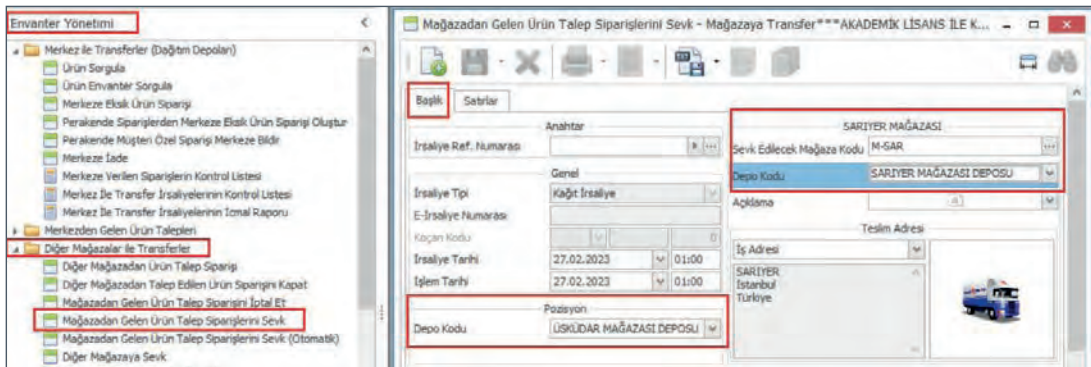 Envanter Yönetimi
Merkez ile Transferler (Dağıtım Depoları)
Ürün Sorgula
Ürün Envanter Sorgula
Merkeze Eksik Ürün Siparişi
Perakende Siparişlerden Merkeze Eksik Ürün Siparişi Oluştur
Perakende Müşteri Özel Siparişi Merkeze Bildir
Merkeze İade
Merkeze Verilen Siparişlerin Kontrol Listesi
Merkez İle Transfer İrsaliyelerinin Kontrol Listesi
Merkez İle Transfer İrsaliyelerinin İcmal Raporu
Merkezden Gelen Ürün Talepleri
Diğer Mağazalar ile Transferler
Diğer Mağazadan Ürün Talep Siparişi
Diğer Mağazadan Talep Edilen Ürün Siparişini Kapat
Mağazadan Gelen Ürün Talep Siparişini İptal Et
Mağazadan Gelen Ürün Talep Siparişlerini Sevk
Mağazadan Gelen Ürün Talep Siparişlerini Sevk (Otomatik)
Diğer Mağazaya Sevk
Mağazadan Gelen Ürün Talep Siparişlerini Sevk - Mağazaya Transfer***AKADEMİK LİSANS İLE K...
Başlık
Satırlar
Anahtar
İrsaliye Ref. Numarası
Genel
İrsaliye Tipi
Kağıt İrsaliye
E-İrsaliye Numarası
Koçan Kodu
0
İrsaliye Tarihi
27.02.2023
01:00
İşlem Tarihi
27.02.2023
01:00
Pozisyon
Depo Kodu
ÜSKÜDAR MAĞAZASI DEPOSU
SARIYER MAĞAZASI
Sevk Edilecek Mağaza Kodu
M-SAR
Depo Kodu
SARIYER MAĞAZASI DEPOSU
Açıklama
Teslim Adresi
İş Adresi
SARIYER
İstanbul
Türkiye